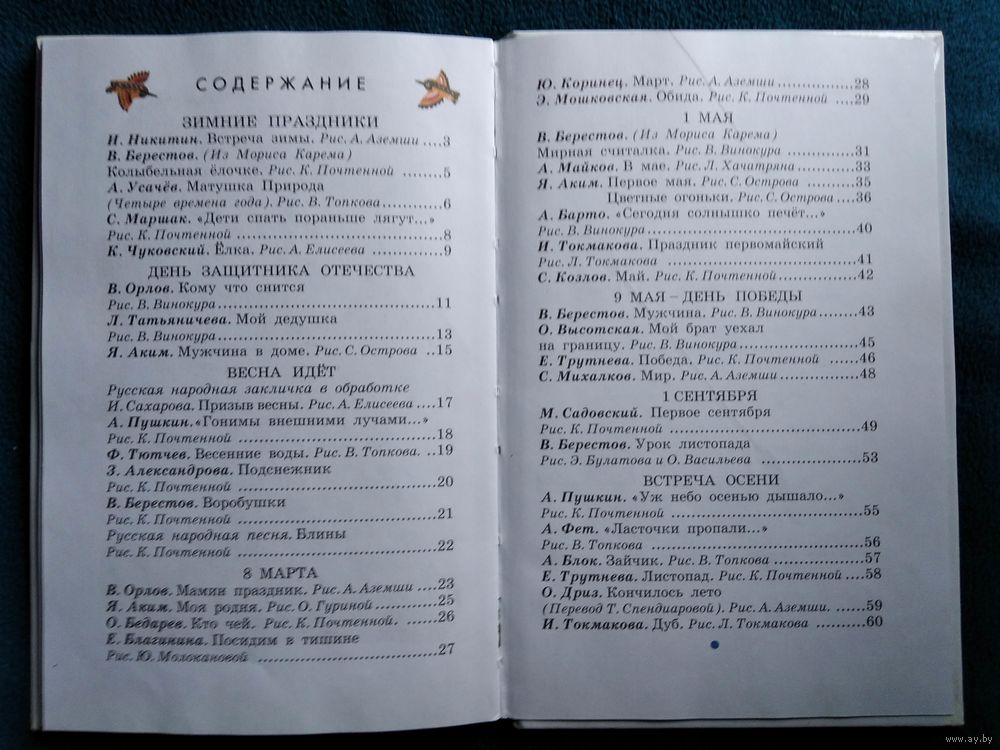 СОДЕРЖАНИЕ
ЗИМНИЕ ПРАЗДНИКИ
И. Никитин. Встреча зимы. Рис. А. Аземши ....3
В. Берестов. (Из Мориса Карема)
Колыбельная ёлочке. Рис. К. Почтенной .......5
А. Усачёв. Матушка Природа
(Четыре времена года). Рис. В. Топкова...........6
С. Маршак. «Дети спать пораньше лягут...»
Рис. К. Почтенной ..............................8
К. Чуковский. Ёлка. Рис. А. Елисеева ...........9
ДЕНЬ ЗАЩИТНИКА ОТЕЧЕСТВА
В. Орлов. Кому что снится
Рис. В. Винокура..............................11
Л. Татьяничева. Мой дедушка
Рис. В. Винокура..............................13
Я. Аким. Мужчина в доме. Рис. С. Острова ..15
ВЕСНА ИДЁТ
Русская народная закличка в обработке
И. Сахарова. Призыв весны. Рис. А. Елисеева ....17
А. Пушкин. «Гонимы внешними лучами...»
Рис. К. Почтенной ..............................18
Ф. Тютчев. Весенние воды. Рис. В. Топкова. ..19
З. Александрова. Подснежник
Рис. К. Почтенной ..............................20
В. Берестов. Воробушки
Рис. К. Почтенной ..............................21
Русская народная песня. Блины
Рис. К. Почтенной ..............................22
8 МАРТА
В. Орлов. Мамин праздник. Рис. А. Аземши ....23
Я. Аким. Моя родня. Рис. О. Гуриной .........25
О. Бедарев. Кто чей. Рис. К. Почтенной. ......26
Е. Благинина. Посидим в тишине
Рис. Ю. Молокановой .........................27
Ю. Коринец. Март. Рис. А. Аземши ............28
Э. Мошковская. Обида. Рис. К. Почтенной ....29
1 МАЯ
В. Берестов. (Из Мориса Карема)
Мирная считалка. Рис. В. Винокура ..........31
А. Майков. В мае. Рис. Л. Хачатряна .........33
Я. Аким. Первое мая. Рис. С. Острова ........35
Цветные огоньки. Рис. С. Острова ....36
А. Барто. «Сегодня солнышко печёт...»
Рис. В. Винокура..............................40
И. Токмакова. Праздник первомайский
Рис. Л. Токмакова ............................41
С. Козлов. Май. Рис. К. Почтенной............42
9 МАЯ – ДЕНЬ ПОБЕДЫ
В. Берестов. Мужчина. Рис. В. Винокура......43
О. Высотская. Мой брат уехал
на границу. Рис. В. Винокура..................45
Е. Трутнева. Победа. Рис. К. Почтенной ......46
С. Михалков. Мир. Рис. А. Аземши ............48
1 СЕНТЯБРЯ
М. Садовский. Первое сентября
Рис. К. Почтенной ..............................49
В. Берестов. Урок листопада
Рис. Э. Булатова и О. Васильева ..............53
ВСТРЕЧА ОСЕНИ
А. Пушкин. «Уж небо осенью дышало...»
Рис. К. Почтенной ..............................55
А. Фет. «Ласточки пропали...»
Рис. В. Топкова ..............................56
А. Блок. Зайчик. Рис. В. Топкова .............57
Е. Трутнева. Листопад. Рис. К. Почтенной ....58
О. Дриз. Кончилось лето
(Перевод Т. Спендиаровой). Рис. А. Аземши. ....59
И. Токмакова. Дуб. Рис. Л. Токмакова ........60
www.ay.by